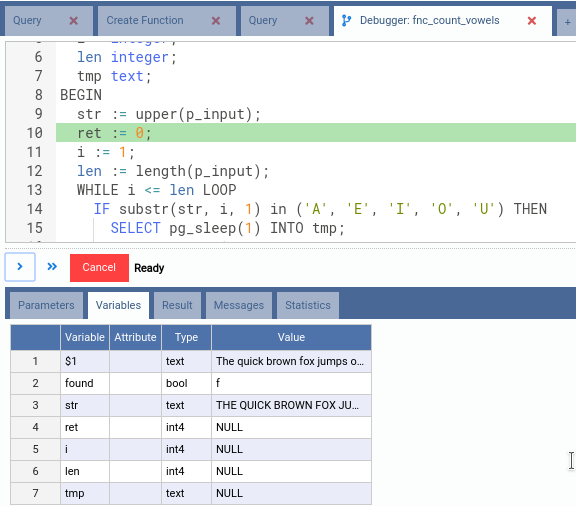 Query × Create Function × Query × Debugger: fnc_count_vowels × +
6 len integer;
7 tmp text;
8 BEGIN
9 str := upper(p_input);
10 ret := 0;
11 i := 1;
12 len := length(p_input);
13 WHILE i <= len LOOP
14 IF substr(str, i, 1) in ('A', 'E', 'I', 'O', 'U') THEN
15 SELECT pg_sleep(1) INTO tmp;
Cancel Ready
Parameters Variables Result Messages Statistics
Variable Attribute Type Value
1 $1 text The quick brown fox jumps o...
2 found bool f
3 str text THE QUICK BROWN FOX JU...
4 ret int4 NULL
5 i int4 NULL
6 len int4 NULL
7 tmp text NULL